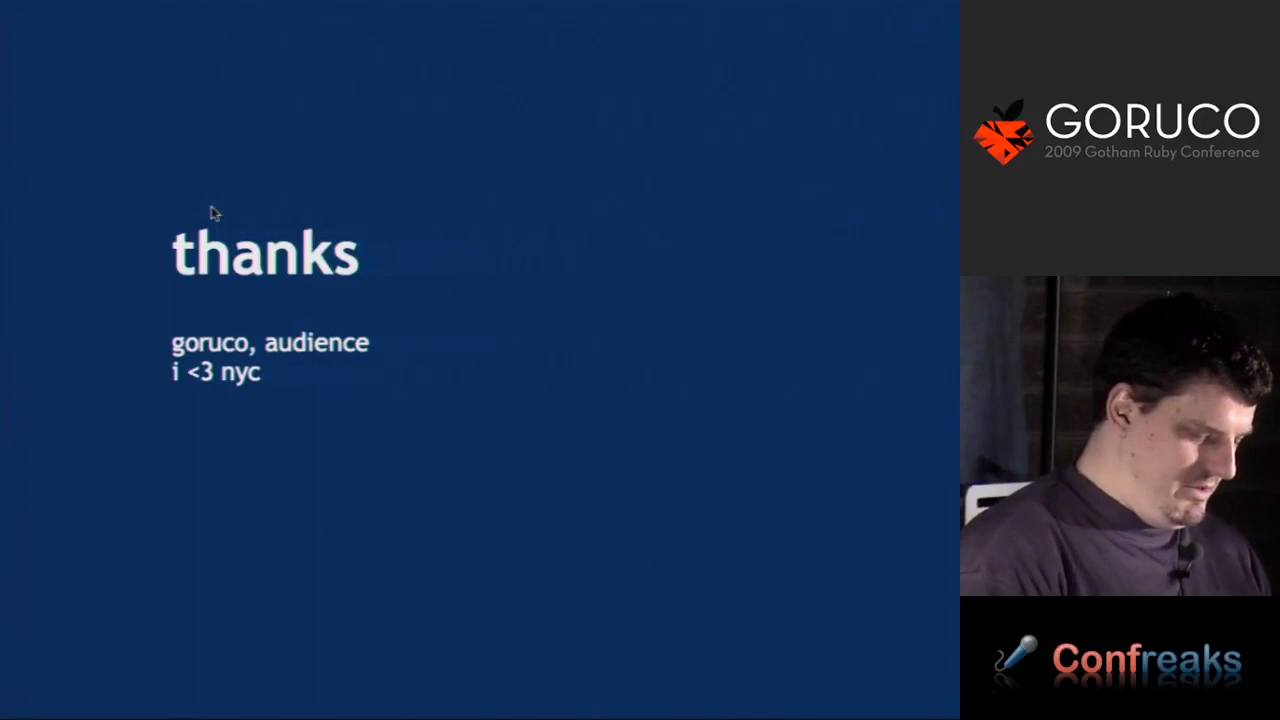 thanks
goruco, audience
i <3 nyc
GORUCO
2009 Gotham Ruby Conference
Confreaks